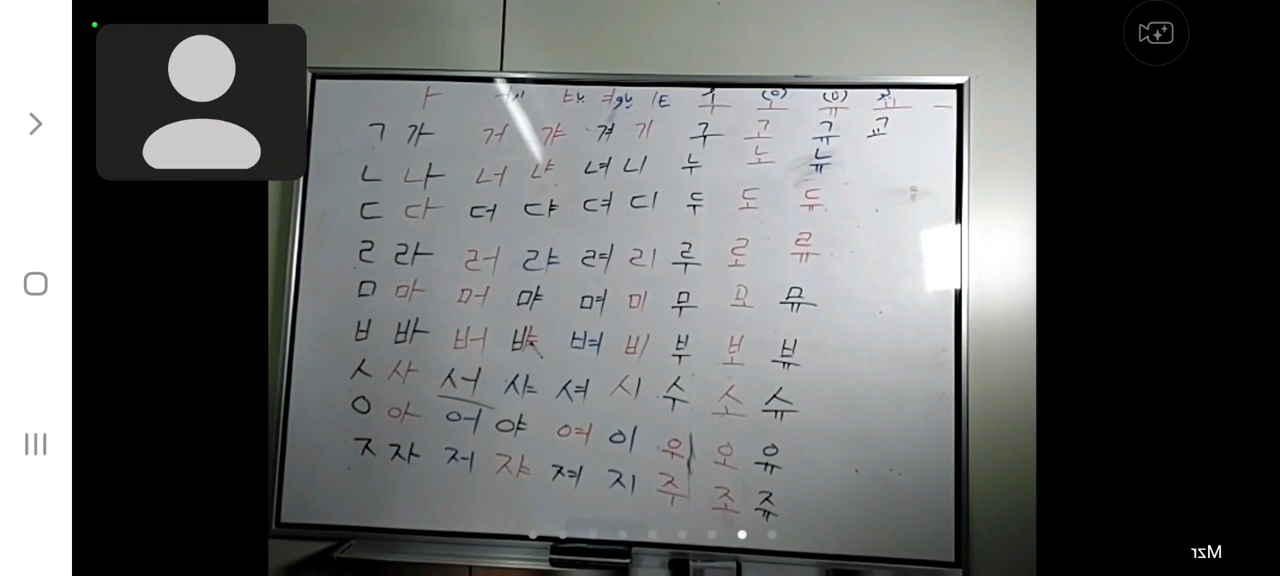 ㄱ 가 거 갸 겨 기 구 고 규 교
ㄴ 나 너 냐 녀 니 누 노 뉴
ㄷ 다 더 댜 뎌 디 두 도 듀
ㄹ 라 러 랴 려 리 루 로 류
ㅁ 마 머 먀 며 미 무 모 뮤
ㅂ 바 버 뱌 벼 비 부 보 뷰
ㅅ 사 서 샤 셔 시 수 소 슈
ㅇ 아 어 야 여 이 우 오 유
ㅈ 자 저 쟈 져 지 주 조 쥬
Mzr